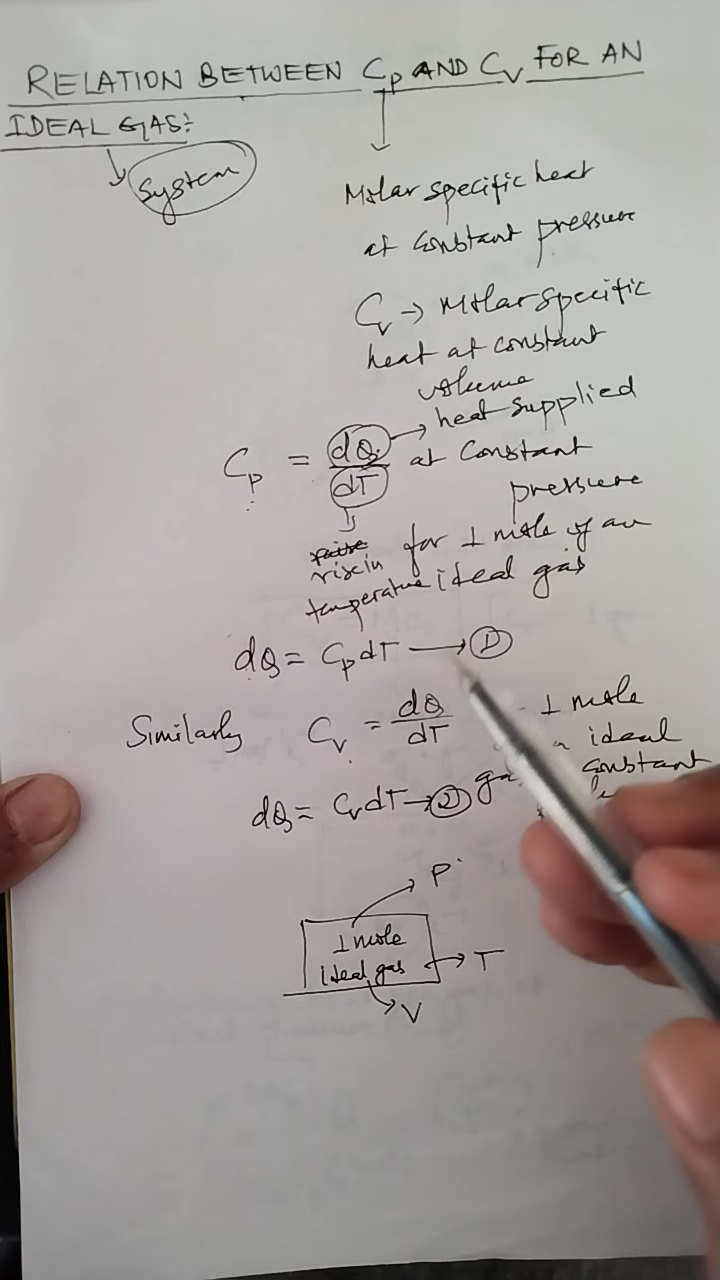 RELATION BETWEEN Cp AND Cv FOR AN
IDEAL GAS:
System
Molar specific heat
at constant pressure
Cv → Molar specific
heat at constant
volume
Cp = dQ/dT → heat supplied
at constant
pressure
rise in
temperature
for 1 mole of an
ideal gas
dQ = CpdT → ①
Similarly Cv = dQ/dT
1 mole
ideal
constant
dQ = CvdT → ②
P
1 mole
ideal gas
T
V